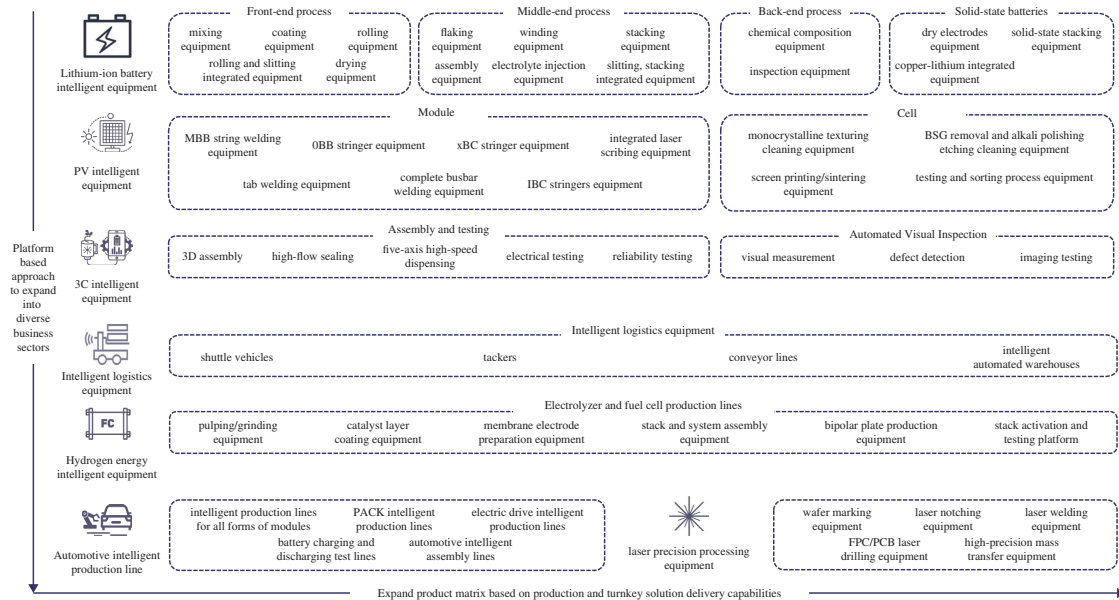 Front-end process
Middle-end process
Back-end process
Solid-state batteries
mixing
equipment
coating
equipment
rolling
equipment
rolling and slitting
integrated equipment
drying
equipment
flaking
equipment
winding
equipment
stacking
equipment
assembly
equipment
electrolyte injection
equipment
slitting, stacking
integrated equipment
chemical composition
equipment
inspection equipment
dry electrodes
equipment
solid-state stacking
equipment
copper-lithium integrated
equipment
Lithium-ion battery
intelligent equipment
Module
Cell
MBB string welding
equipment
0BB stringer equipment
xBC stringer equipment
integrated laser
scribing equipment
tab welding equipment
complete busbar
welding equipment
IBC stringers equipment
monocrystalline texturing
cleaning equipment
BSG removal and alkali polishing
etching cleaning equipment
screen printing/sintering
equipment
testing and sorting process equipment
PV intelligent
equipment
Platform
based
approach
to expand
into
diverse
business
sectors
Assembly and testing
Automated Visual Inspection
3D assembly
high-flow sealing
five-axis high-speed
dispensing
electrical testing
reliability testing
visual measurement
defect detection
imaging testing
3C intelligent
equipment
Intelligent logistics equipment
shuttle vehicles
tackers
conveyor lines
intelligent
automated warehouses
Intelligent logistics
equipment
Electrolyzer and fuel cell production lines
FC
pulping/grinding
equipment
catalyst layer
coating equipment
membrane electrode
preparation equipment
stack and system assembly
equipment
bipolar plate production
equipment
stack activation and
testing platform
Hydrogen energy
intelligent equipment
intelligent production lines
for all forms of modules
PACK intelligent
production lines
electric drive intelligent
production lines
battery charging and
discharging test lines
automotive intelligent
assembly lines
Automotive intelligent
production line
laser precision processing
equipment
wafer marking
equipment
laser notching
equipment
laser welding
equipment
FPC/PCB laser
drilling equipment
high-precision mass
transfer equipment
Expand product matrix based on production and turnkey solution delivery capabilities